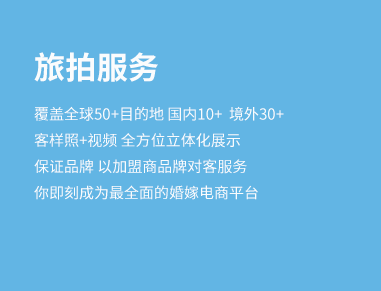 旅拍服务
覆盖全球50+目的地 国内10+ 境外30+
客样照+视频 全方位立体化展示
保证品牌 以加盟商品牌对客服务
你即刻成为最全面的婚嫁电商平台